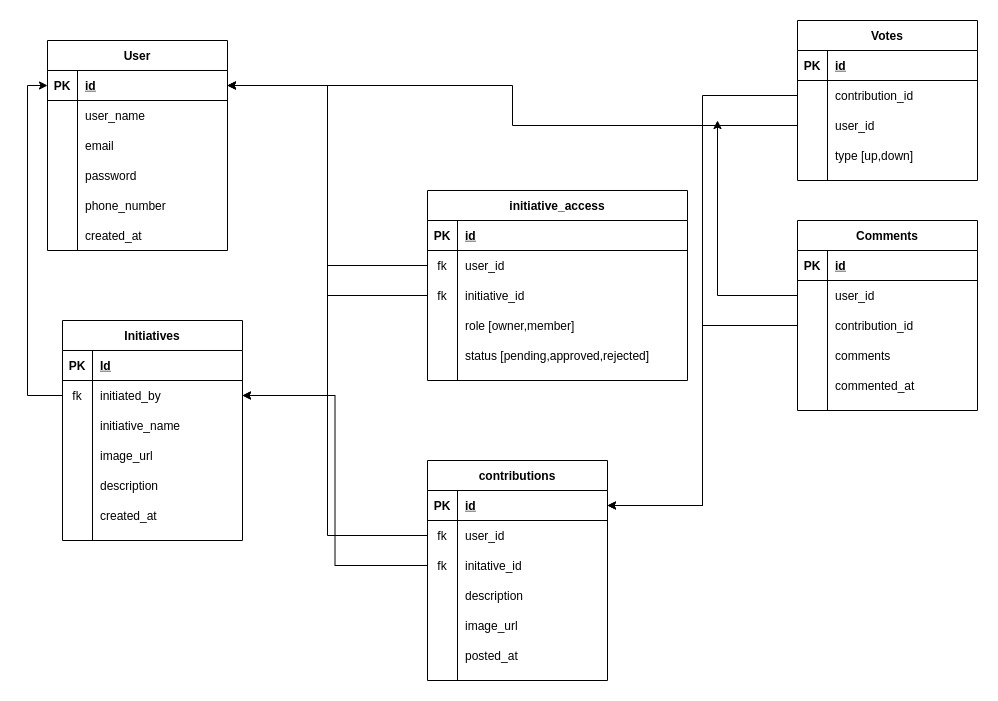 User
PK id
user_name
email
password
phone_number
created_at
Initiatives
PK Id
fk initiated_by
initiative_name
image_url
description
created_at
initiative_access
PK id
fk user_id
fk initiative_id
role [owner,member]
status [pending,approved,rejected]
contributions
PK id
fk user_id
fk initative_id
description
image_url
posted_at
Votes
PK id
contribution_id
user_id
type [up,down]
Comments
PK id
user_id
contribution_id
comments
commented_at